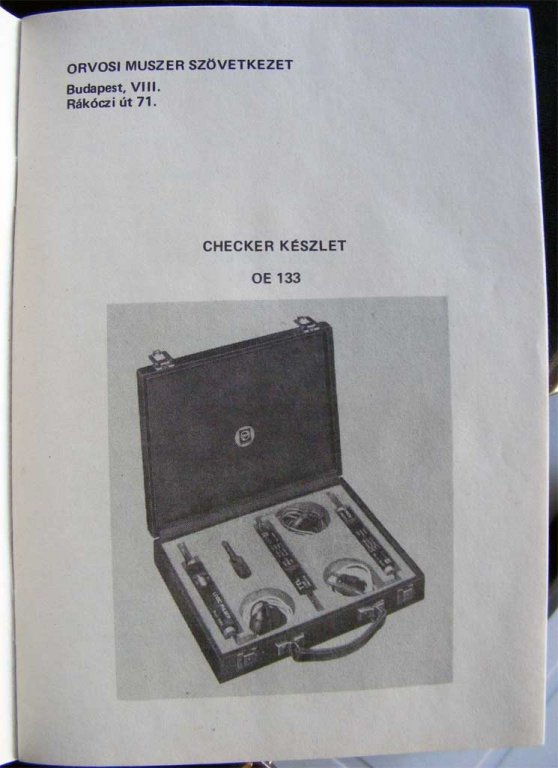 ORVOSI MUSZER SZÖVETKEZET
Budapest, VIII.
Rákóczi út 71.
CHECKER KÉSZLET
OE 133